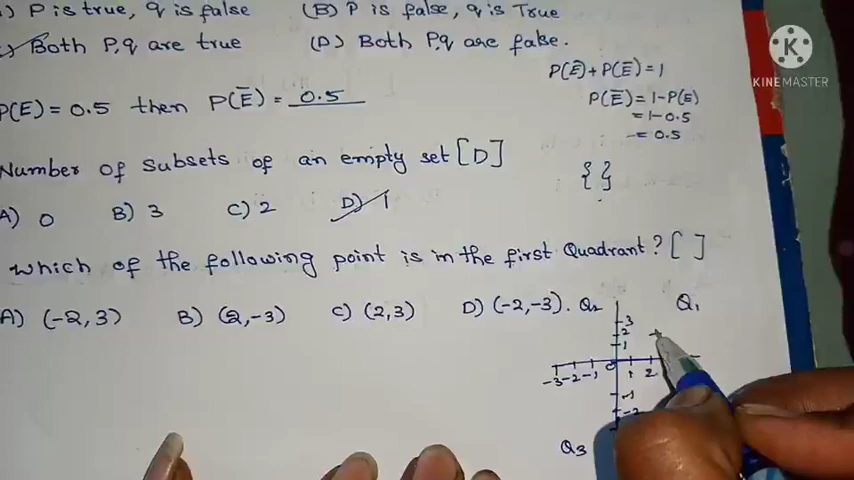 ) P is true, q is false (B) P is false, q is True
) Both P,q are true (D) Both P,q are false.
P(E) = 0.5 then P(Ē) = 0.5
P(Ē) + P(Ē) = 1
P(Ē) = 1 - P(E)
= 1 - 0.5
= 0.5
Number of subsets of an empty set [D]
{ }
A) 0 B) 3 C) 2 D) 1
which of the following point is in the first Quadrant? [ ]
A) (-2, 3) B) (2, -3) C) (2, 3) D) (-2, -3).
Q2 Q1
3
2
1
-3 -2 -1 0 1 2
-1
-2
Q3
K
KINEMASTER